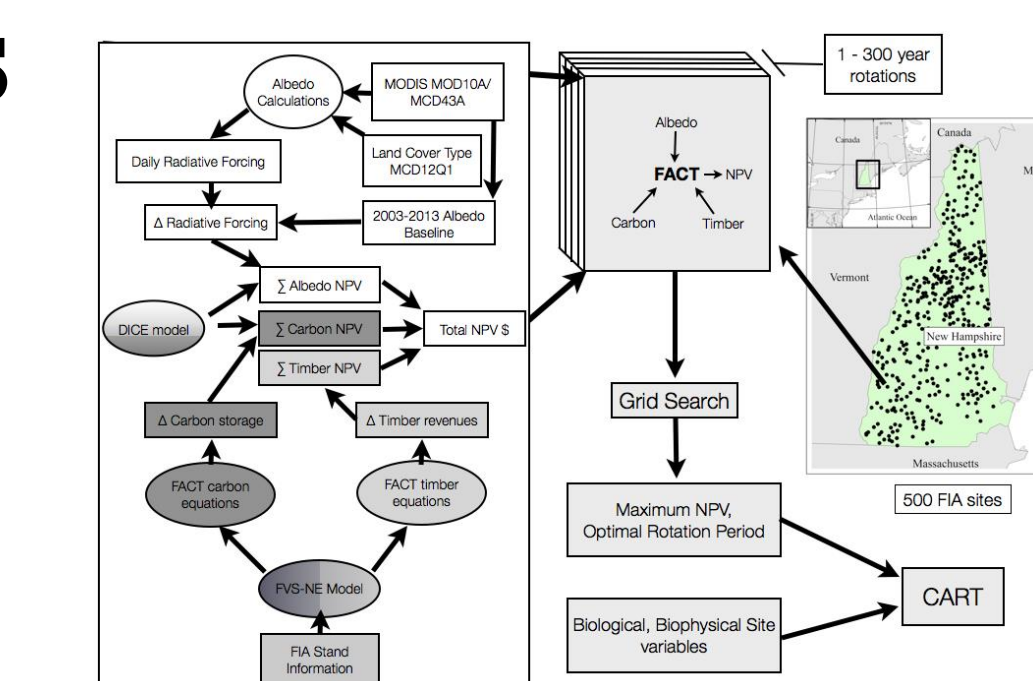 5
Albedo
Calculations
MODIS MOD10A/
MCD43A
Land Cover Type
MCD12Q1
Daily Radiative Forcing
Δ Radiative Forcing
2003-2013 Albedo
Baseline
∑ Albedo NPV
DICE model
∑ Carbon NPV
Total NPV $
∑ Timber NPV
Δ Carbon storage
Δ Timber revenues
FACT carbon
equations
FACT timber
equations
FVS-NE Model
FIA Stand
Information
1 - 300 year
rotations
Albedo
FACT
NPV
Carbon
Timber
Grid Search
Maximum NPV,
Optimal Rotation Period
Biological, Biophysical Site
variables
CART
Canada
Atlantic Ocean
Canada
M
Vermont
New Hampshire
Massachusetts
500 FIA sites